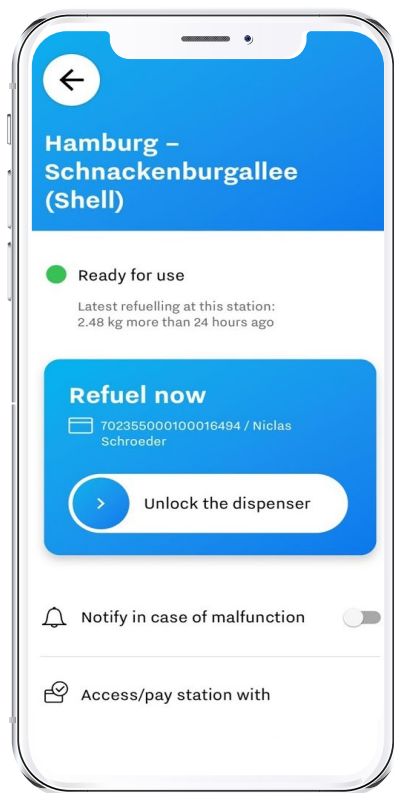 Hamburg –
Schnackenburgallee
(Shell)
Ready for use
Latest refuelling at this station:
2.48 kg more than 24 hours ago
Refuel now
702355000100016494 / Niclas
Schroeder
Unlock the dispenser
Notify in case of malfunction
Access/pay station with